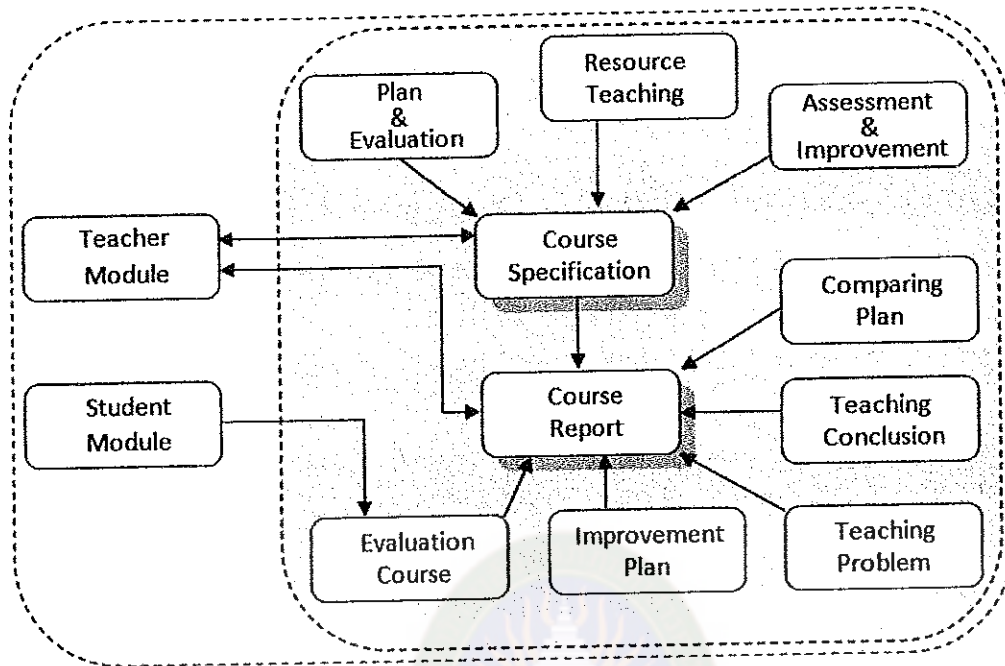 Resource
Teaching
Plan
&
Evaluation
Assessment
&
Improvement
Teacher
Module
Course
Specification
Comparing
Plan
Student
Module
Course
Report
Teaching
Conclusion
Evaluation
Course
Improvement
Plan
Teaching
Problem